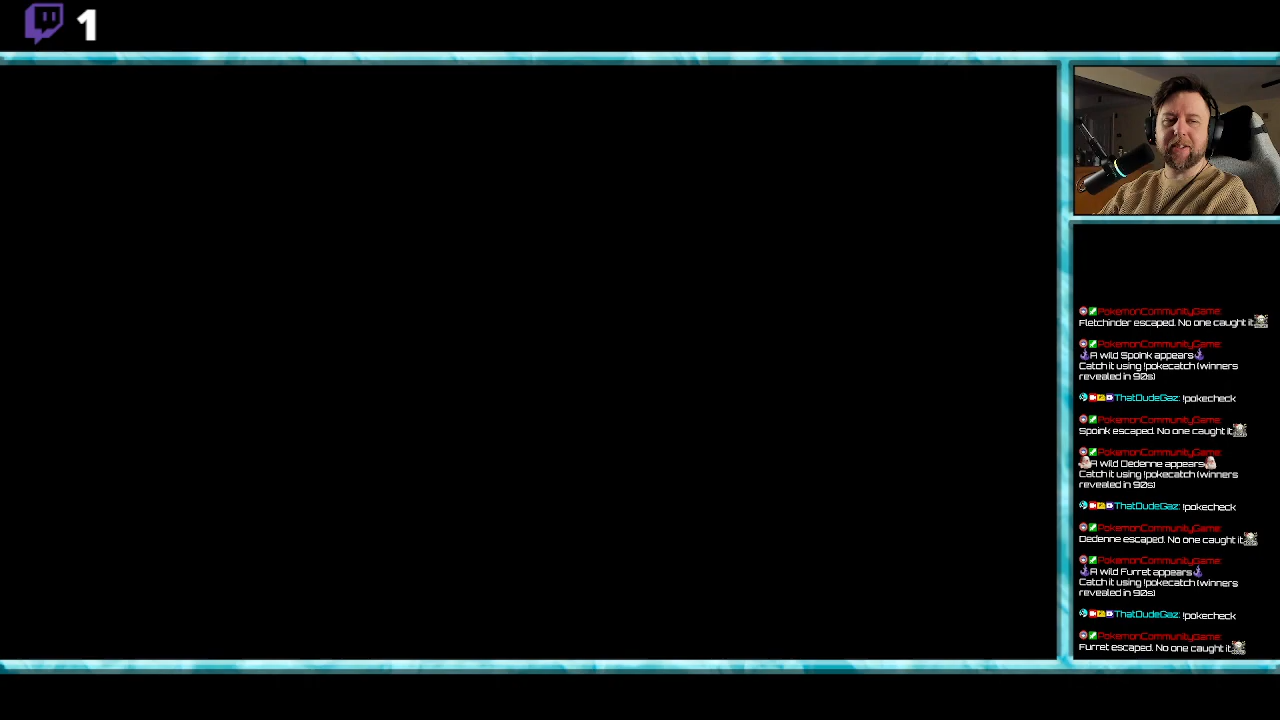 1
PokemonCommunityGame:
Fletchinder escaped. No one caught it
PokemonCommunityGame:
A wild Spoink appears
Catch it using !pokecatch (winners
revealed in 90s)
ThatDudeGaz: !pokecheck
PokemonCommunityGame:
Spoink escaped. No one caught it
PokemonCommunityGame:
A wild Dedenne appears
Catch it using !pokecatch (winners
revealed in 90s)
ThatDudeGaz: !pokecheck
PokemonCommunityGame:
Dedenne escaped. No one caught it
PokemonCommunityGame:
A wild Furret appears
Catch it using !pokecatch (winners
revealed in 90s)
ThatDudeGaz: !pokecheck
PokemonCommunityGame:
Furret escaped. No one caught it